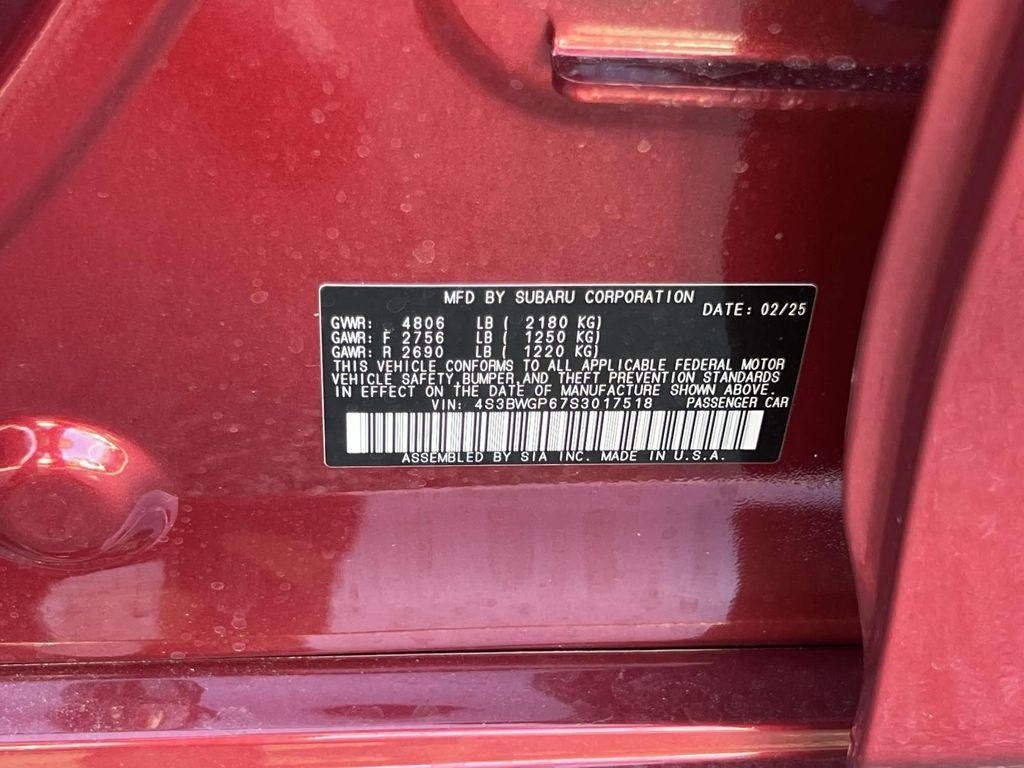 MFD BY SUBARU CORPORATION
DATE: 02/25
GVWR: 4806 LB ( 2180 KG)
GAWR: F 2756 LB ( 1250 KG)
GAWR: R 2690 LB ( 1220 KG)
THIS VEHICLE CONFORMS TO ALL APPLICABLE FEDERAL MOTOR
VEHICLE SAFETY, BUMPER, AND THEFT PREVENTION STANDARDS
IN EFFECT ON THE DATE OF MANUFACTURE SHOWN ABOVE.
VIN: 4S3BWGP67S3017518 PASSENGER CAR
ASSEMBLED BY SIA INC. MADE IN U.S.A.